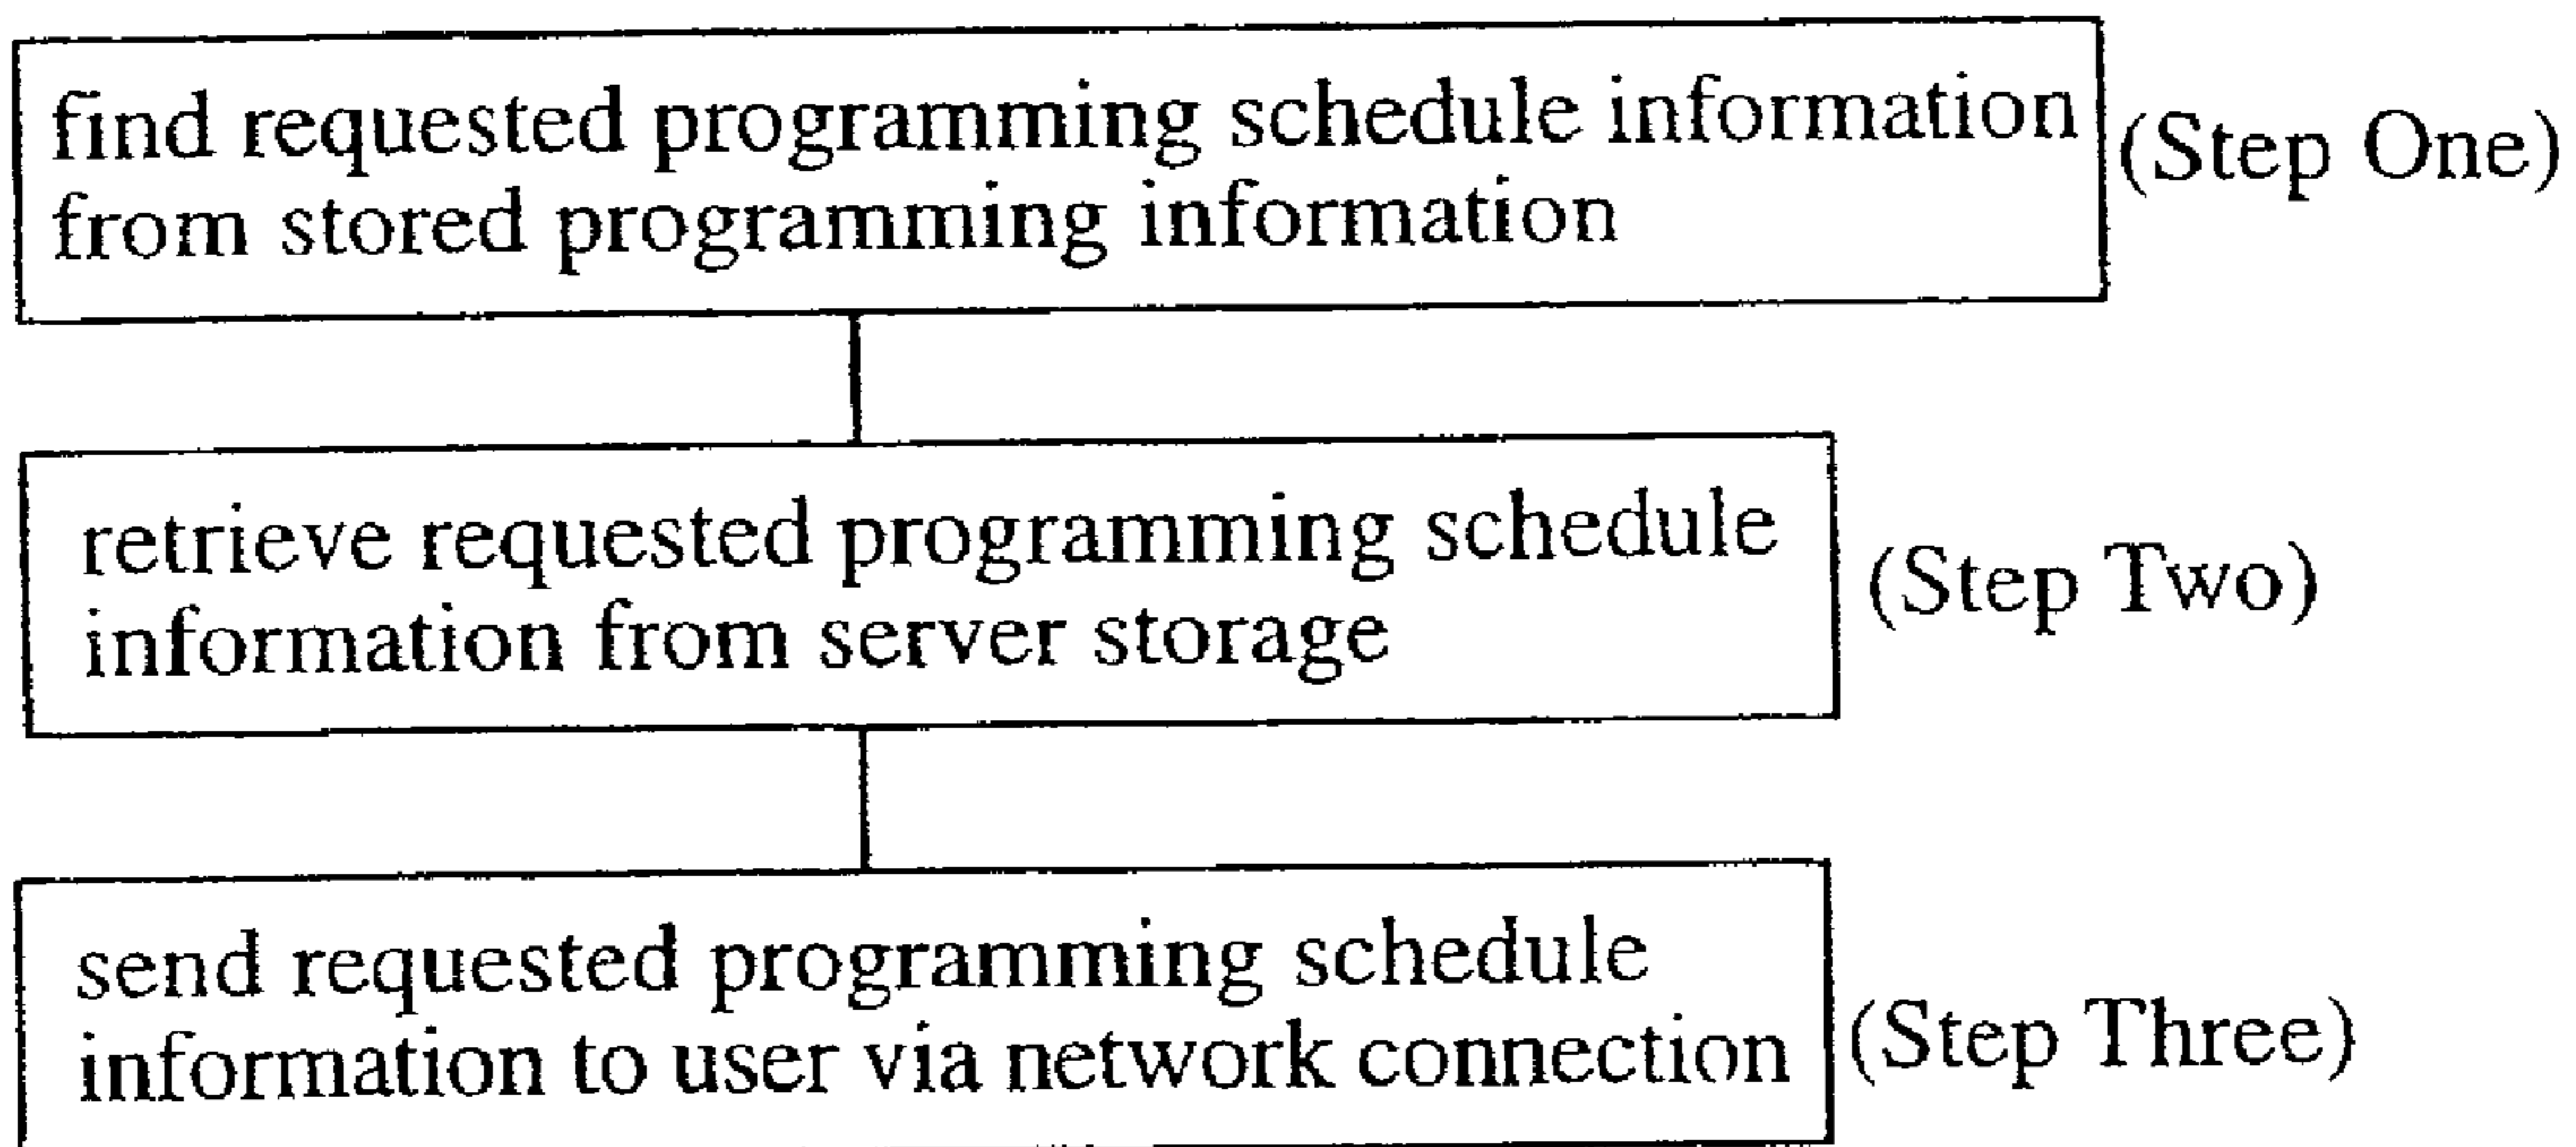 find requested programming schedule information
from stored programming information
(Step One)
retrieve requested programming schedule
information from server storage
(Step Two)
send requested programming schedule
information to user via network connection
(Step Three)